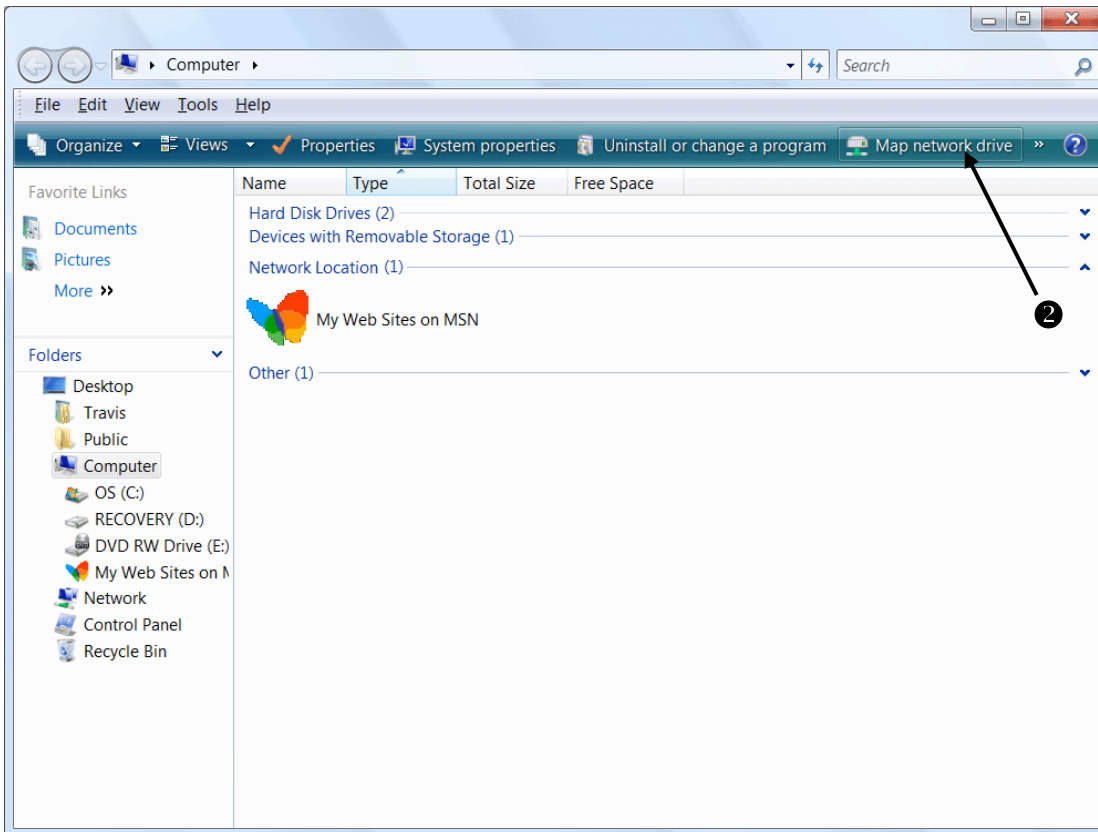 Computer
Search
File Edit View Tools Help
Organize Views Properties System properties Uninstall or change a program Map network drive » ?
Favorite Links
Documents
Pictures
More »
Folders
Desktop
Travis
Public
Computer
OS (C:)
RECOVERY (D:)
DVD RW Drive (E:)
My Web Sites on M
Network
Control Panel
Recycle Bin
Name Type Total Size Free Space
Hard Disk Drives (2)
Devices with Removable Storage (1)
Network Location (1)
My Web Sites on MSN
Other (1)
❷